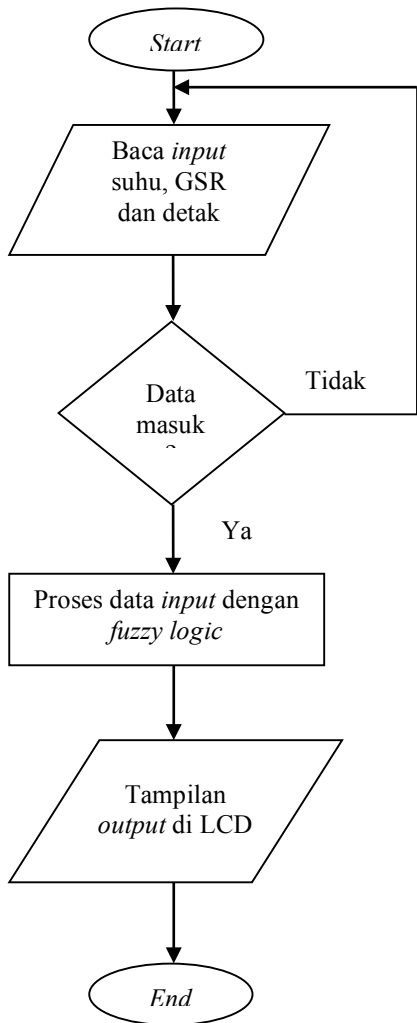 Start
Baca input
suhu, GSR
dan detak
Data
masuk
Tidak
Ya
Proses data input dengan
fuzzy logic
Tampilan
output di LCD
End